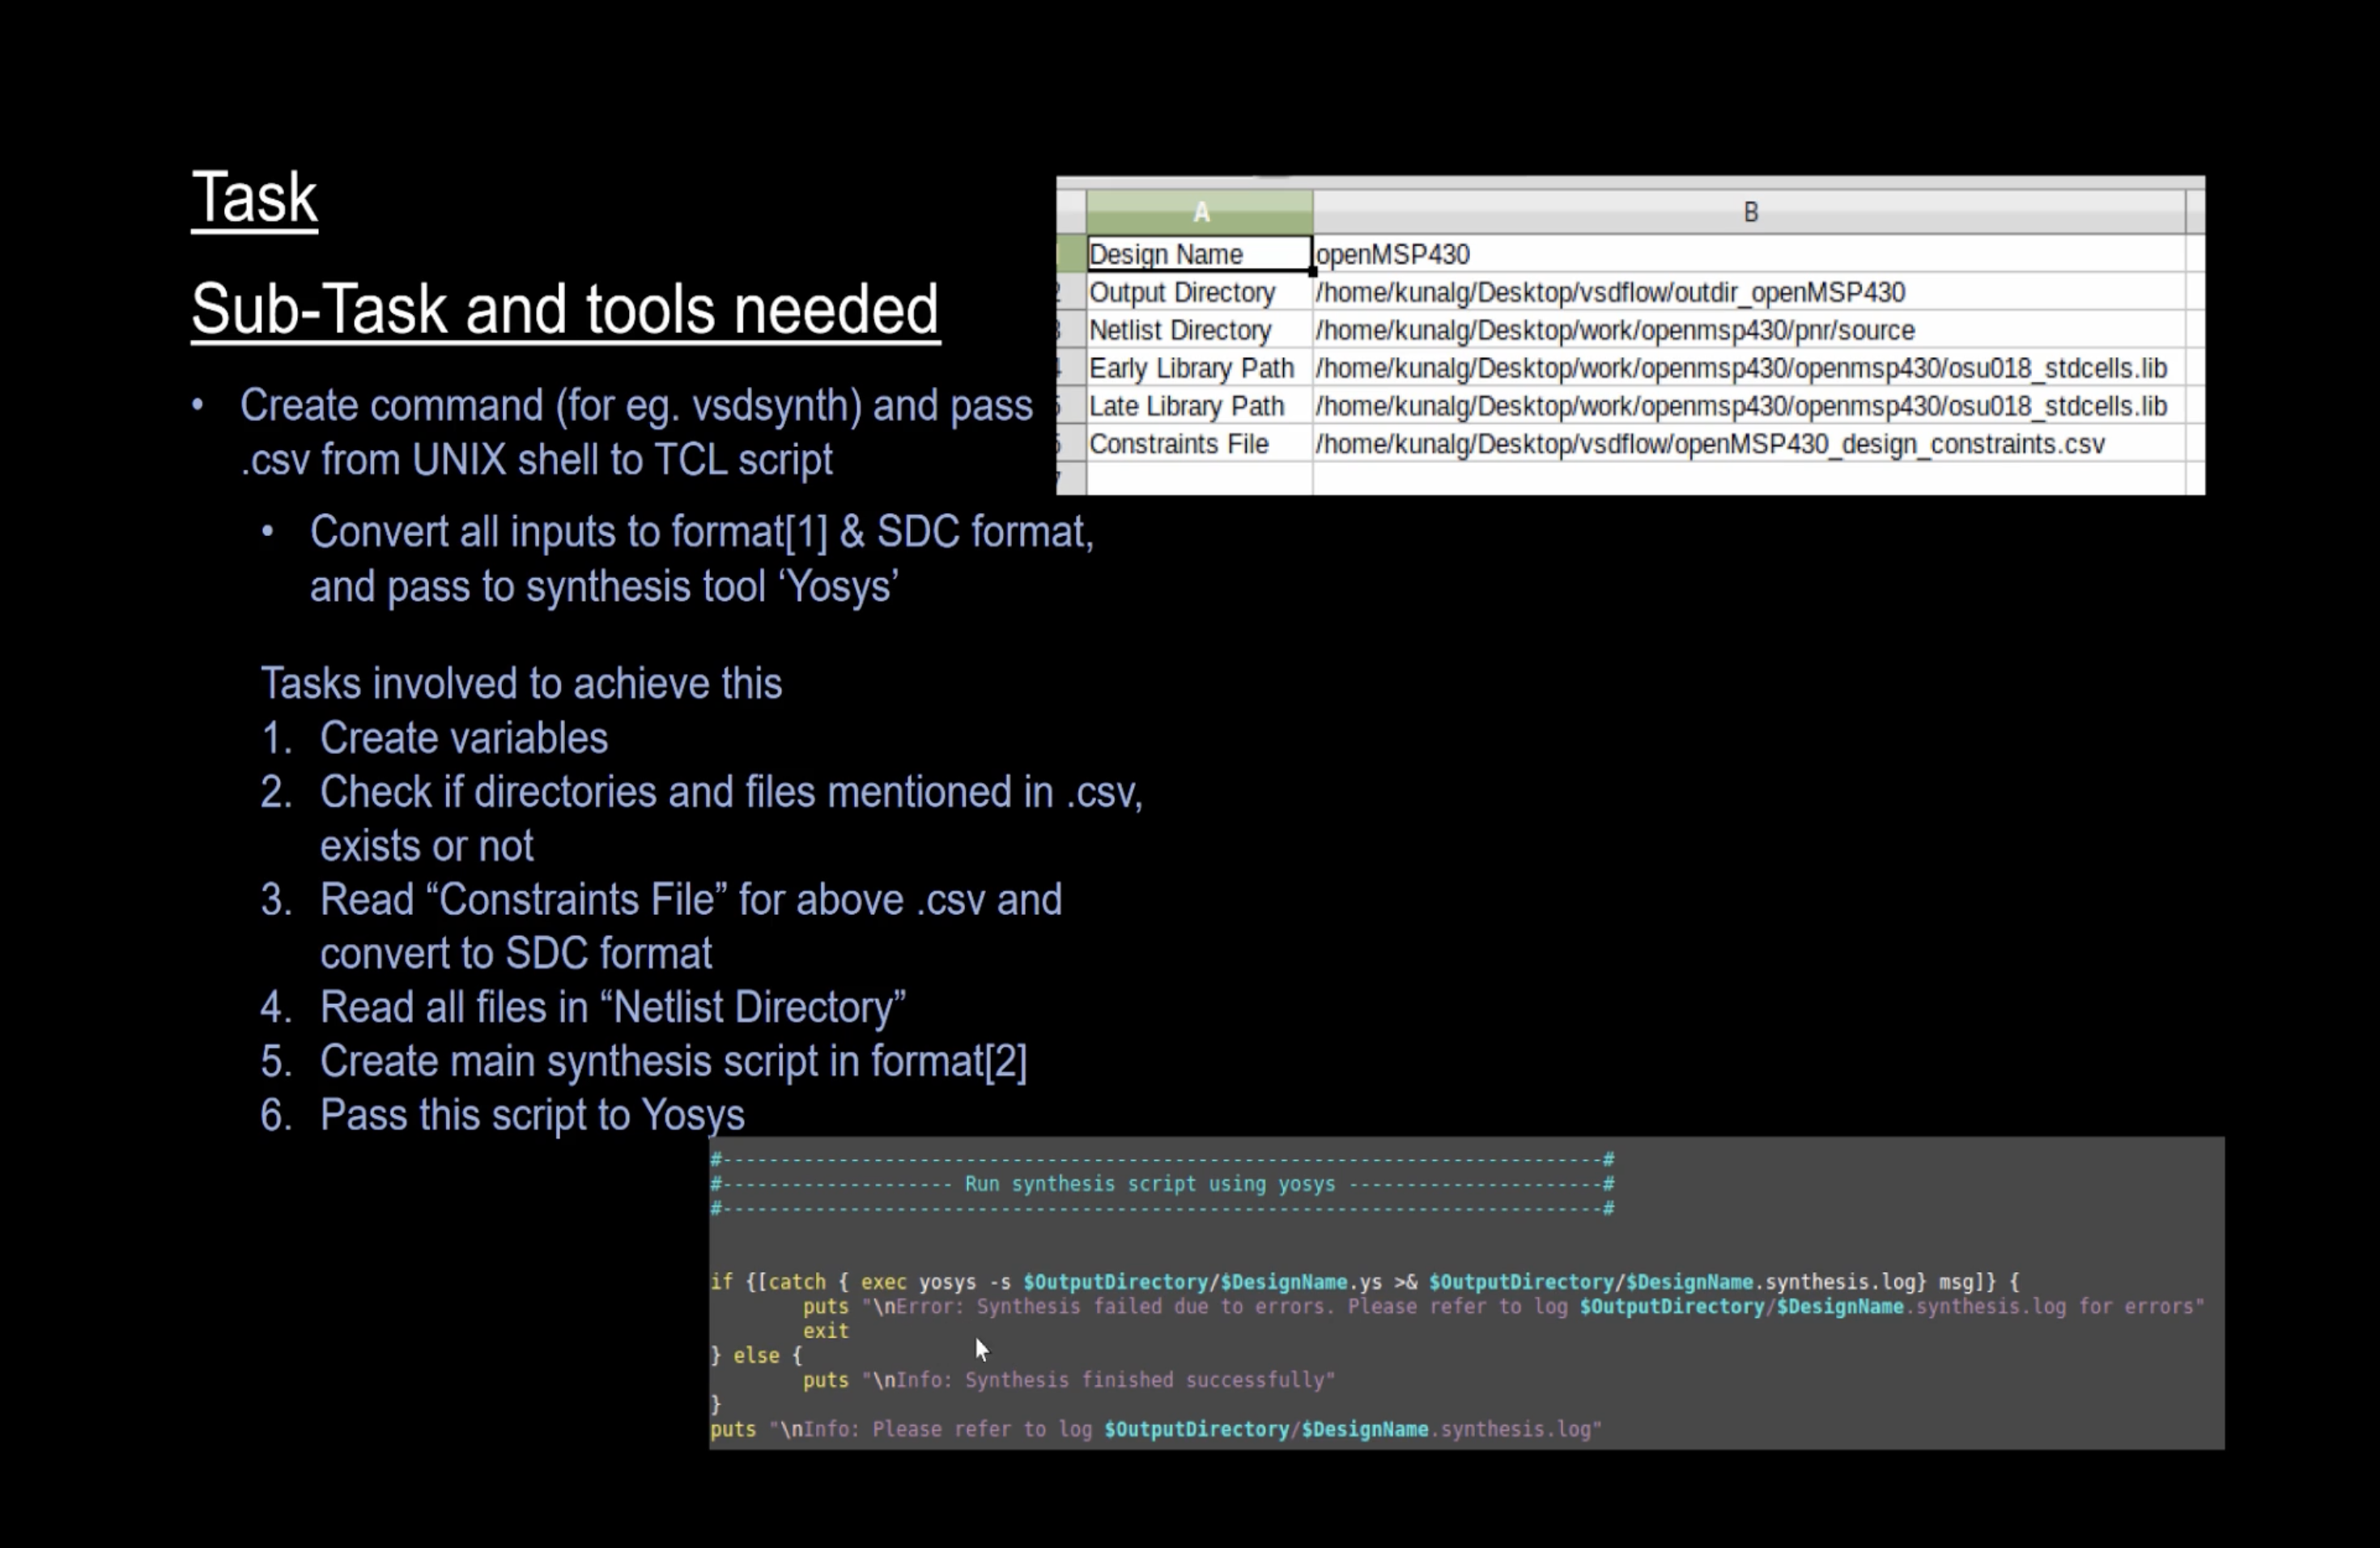 Task
Sub-Task and tools needed
• Create command (for eg. vsdsynth) and pass
.csv from UNIX shell to TCL script
• Convert all inputs to format[1] & SDC format,
and pass to synthesis tool ‘Yosys’
Tasks involved to achieve this
1. Create variables
2. Check if directories and files mentioned in .csv,
exists or not
3. Read “Constraints File” for above .csv and
convert to SDC format
4. Read all files in “Netlist Directory”
5. Create main synthesis script in format[2]
6. Pass this script to Yosys
A B
Design Name openMSP430
Output Directory /home/kunalg/Desktop/vsdflow/outdir_openMSP430
Netlist Directory /home/kunalg/Desktop/work/openmsp430/pnr/source
Early Library Path /home/kunalg/Desktop/work/openmsp430/openmsp430/osu018_stdcells.lib
Late Library Path /home/kunalg/Desktop/work/openmsp430/openmsp430/osu018_stdcells.lib
Constraints File /home/kunalg/Desktop/vsdflow/openMSP430_design_constraints.csv
#----------------------------------------------------------------------------#
#-------------------- Run synthesis script using yosys ----------------------#
#----------------------------------------------------------------------------#
if {[catch { exec yosys -s $OutputDirectory/$DesignName.ys >& $OutputDirectory/$DesignName.synthesis.log} msg]} {
puts "\nError: Synthesis failed due to errors. Please refer to log $OutputDirectory/$DesignName.synthesis.log for errors"
exit
} else {
puts "\nInfo: Synthesis finished successfully"
}
puts "\nInfo: Please refer to log $OutputDirectory/$DesignName.synthesis.log"